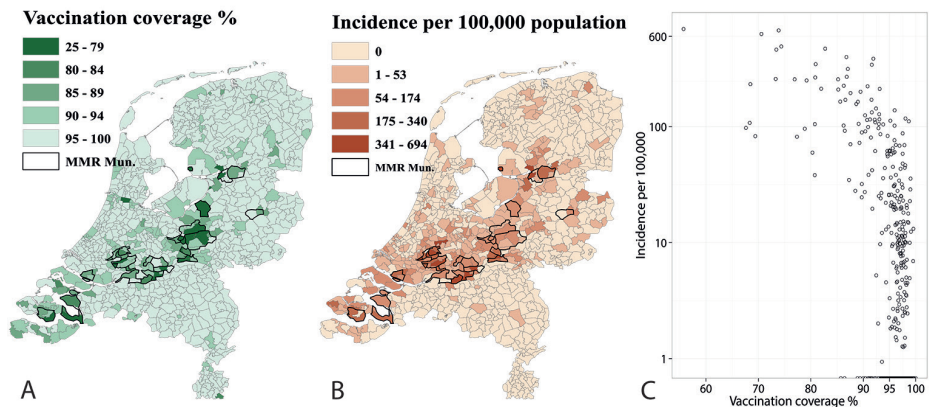 Vaccination coverage %
25 - 79
80 - 84
85 - 89
90 - 94
95 - 100
MMR Mun.
A
Incidence per 100,000 population
0
1 - 53
54 - 174
175 - 340
341 - 694
MMR Mun.
B
Incidence per 100,000
600
100
10
1
60
70
80
90
95
100
Vaccination coverage %
C